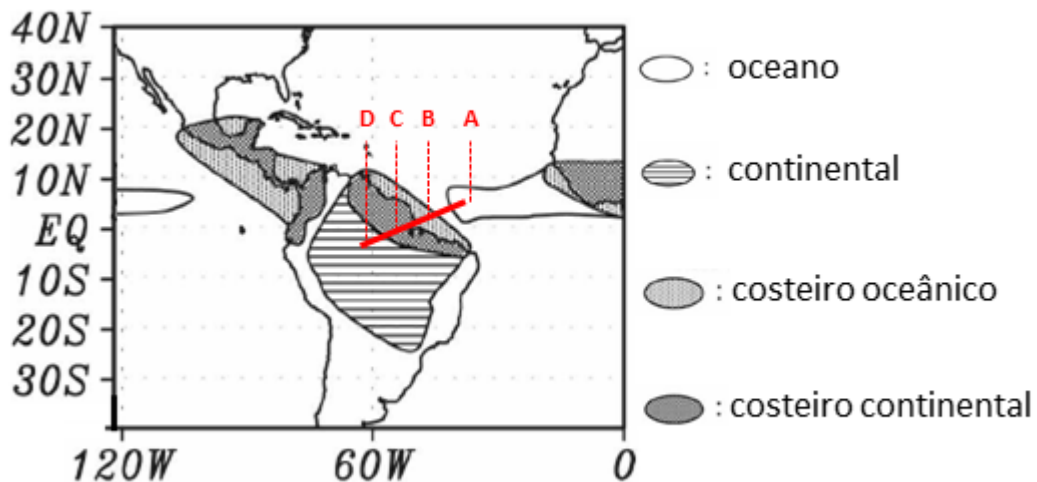 40N
30N
20N
10N
EQ
10S
20S
30S
120W
60W
0
D
C
B
A
: oceano
: continental
: costeiro oceânico
: costeiro continental